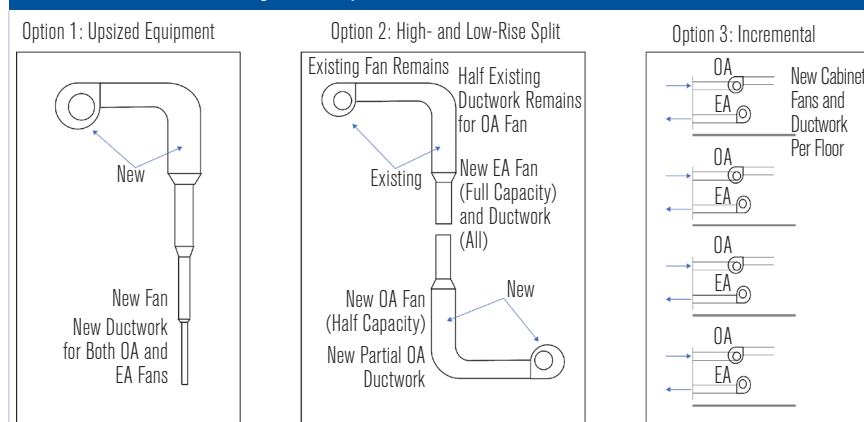 Option 1: Upsized Equipment
New
New Fan
New Ductwork
for Both OA and
EA Fans
Option 2: High- and Low-Rise Split
Existing Fan Remains
Half Existing
Ductwork Remains
for OA Fan
Existing
New EA Fan
(Full Capacity)
and Ductwork
(All)
New OA Fan
(Half Capacity)
New
New Partial OA
Ductwork
Option 3: Incremental
OA
EA
New Cabinet
Fans and
Ductwork
Per Floor
OA
EA
OA
EA
OA
EA